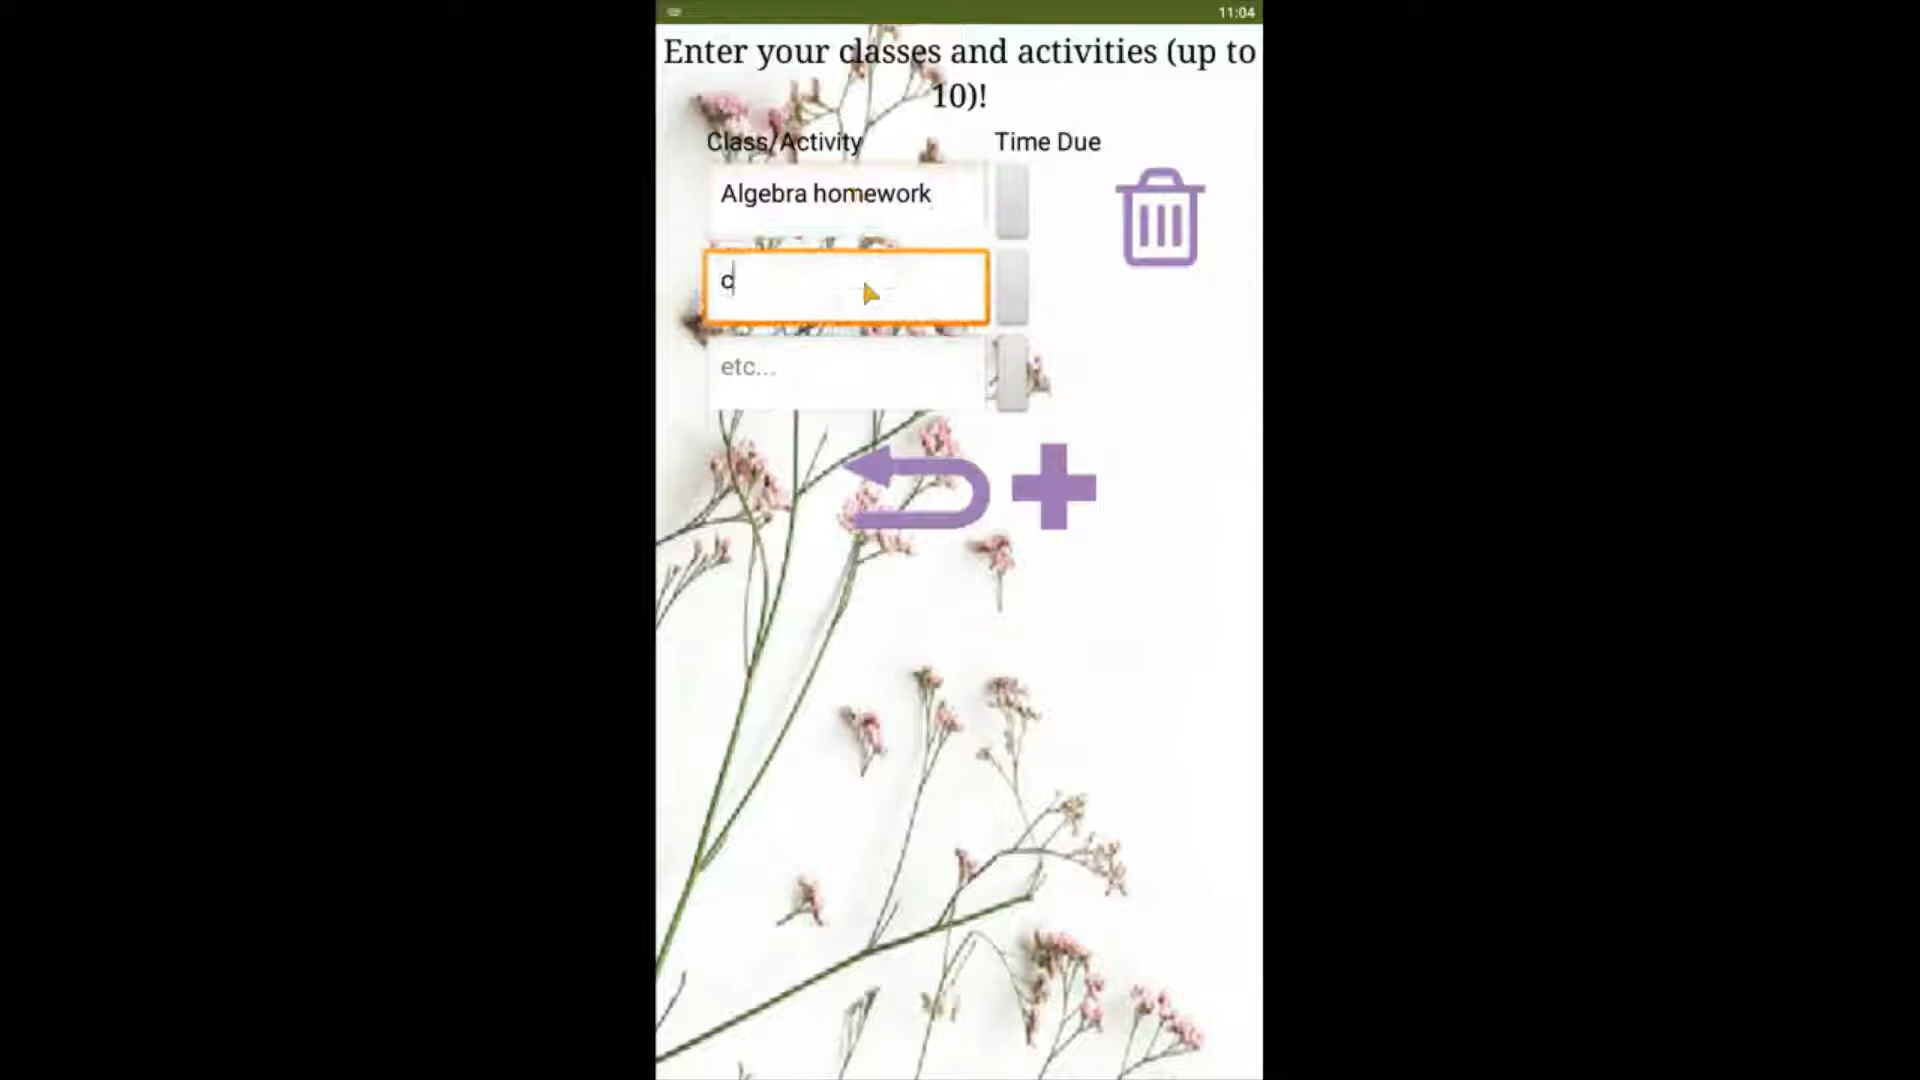 11:04
Enter your classes and activities (up to
10)!
Class/Activity Time Due
Algebra homework
c
etc...